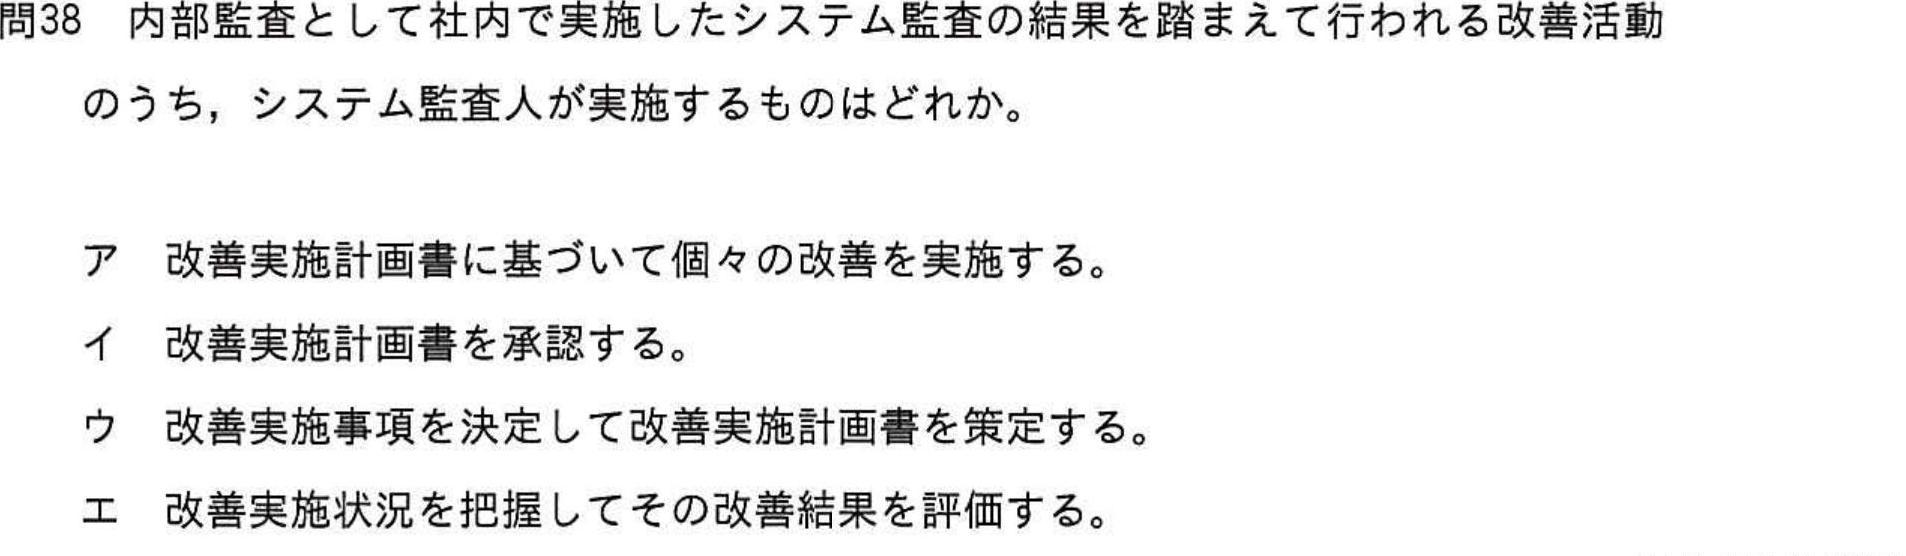 問38 内部監査として社内で実施したシステム監査の結果を踏まえて行われる改善活動
のうち，システム監査人が実施するものはどれか。
ア 改善実施計画書に基づいて個々の改善を実施する。
イ 改善実施計画書を承認する。
ウ 改善実施事項を決定して改善実施計画書を策定する。
エ 改善実施状況を把握してその改善結果を評価する。